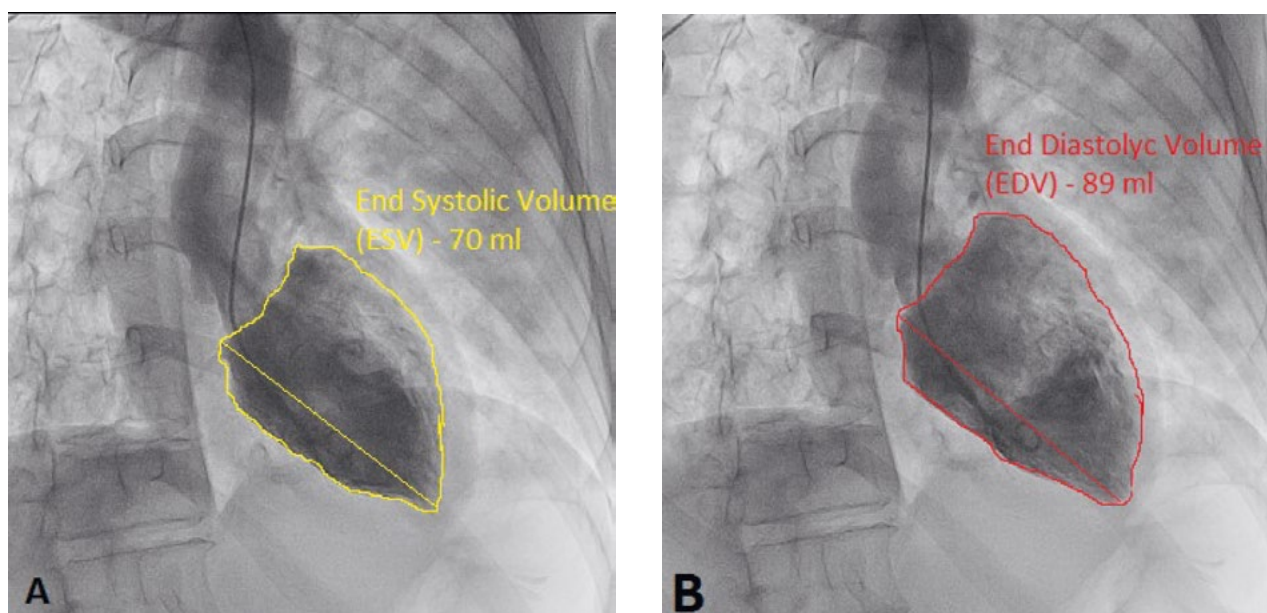 End Systolic Volume
(ESV) - 70 ml
A
End Diastolyc Volume
(EDV) - 89 ml
B